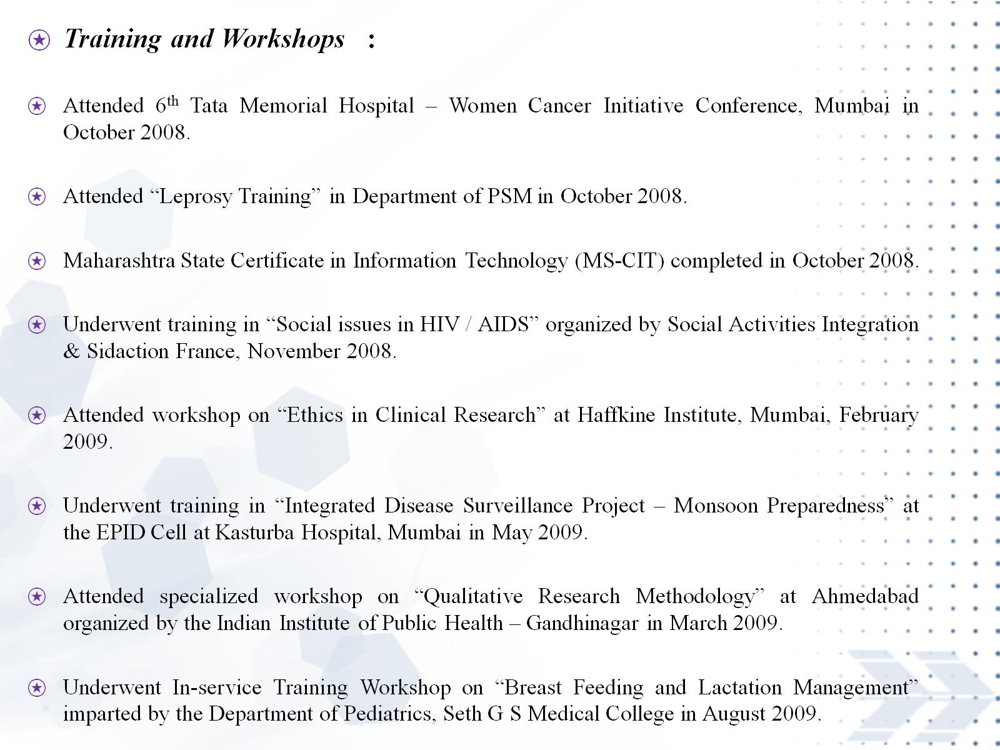 Training and Workshops :
Attended 6th Tata Memorial Hospital – Women Cancer Initiative Conference, Mumbai in
October 2008.
Attended “Leprosy Training” in Department of PSM in October 2008.
Maharashtra State Certificate in Information Technology (MS-CIT) completed in October 2008.
Underwent training in “Social issues in HIV / AIDS” organized by Social Activities Integration
& Sidaction France, November 2008.
Attended workshop on “Ethics in Clinical Research” at Haffkine Institute, Mumbai, February
2009.
Underwent training in “Integrated Disease Surveillance Project – Monsoon Preparedness” at
the EPID Cell at Kasturba Hospital, Mumbai in May 2009.
Attended specialized workshop on “Qualitative Research Methodology” at Ahmedabad
organized by the Indian Institute of Public Health – Gandhinagar in March 2009.
Underwent In-service Training Workshop on “Breast Feeding and Lactation Management”
imparted by the Department of Pediatrics, Seth G S Medical College in August 2009.